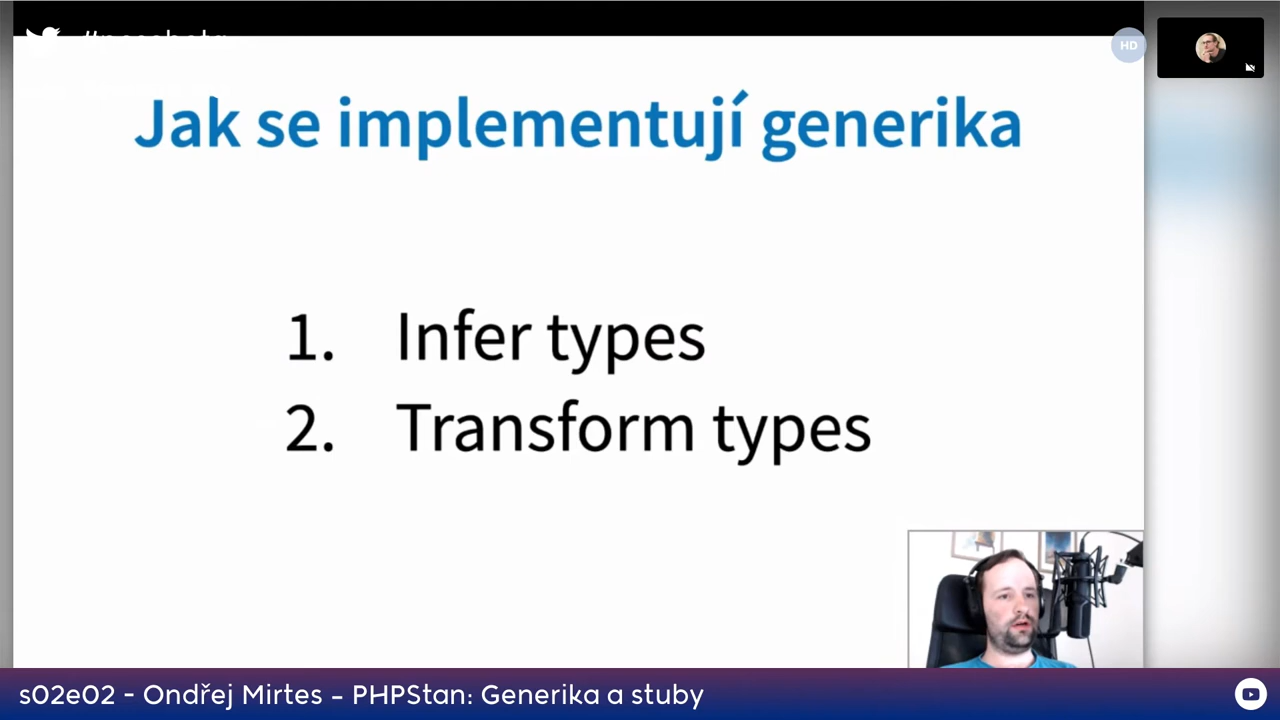 HD
Jak se implementují generika
1. Infer types
2. Transform types
s02e02 - Ondřej Mirtes – PHPStan: Generika a stuby